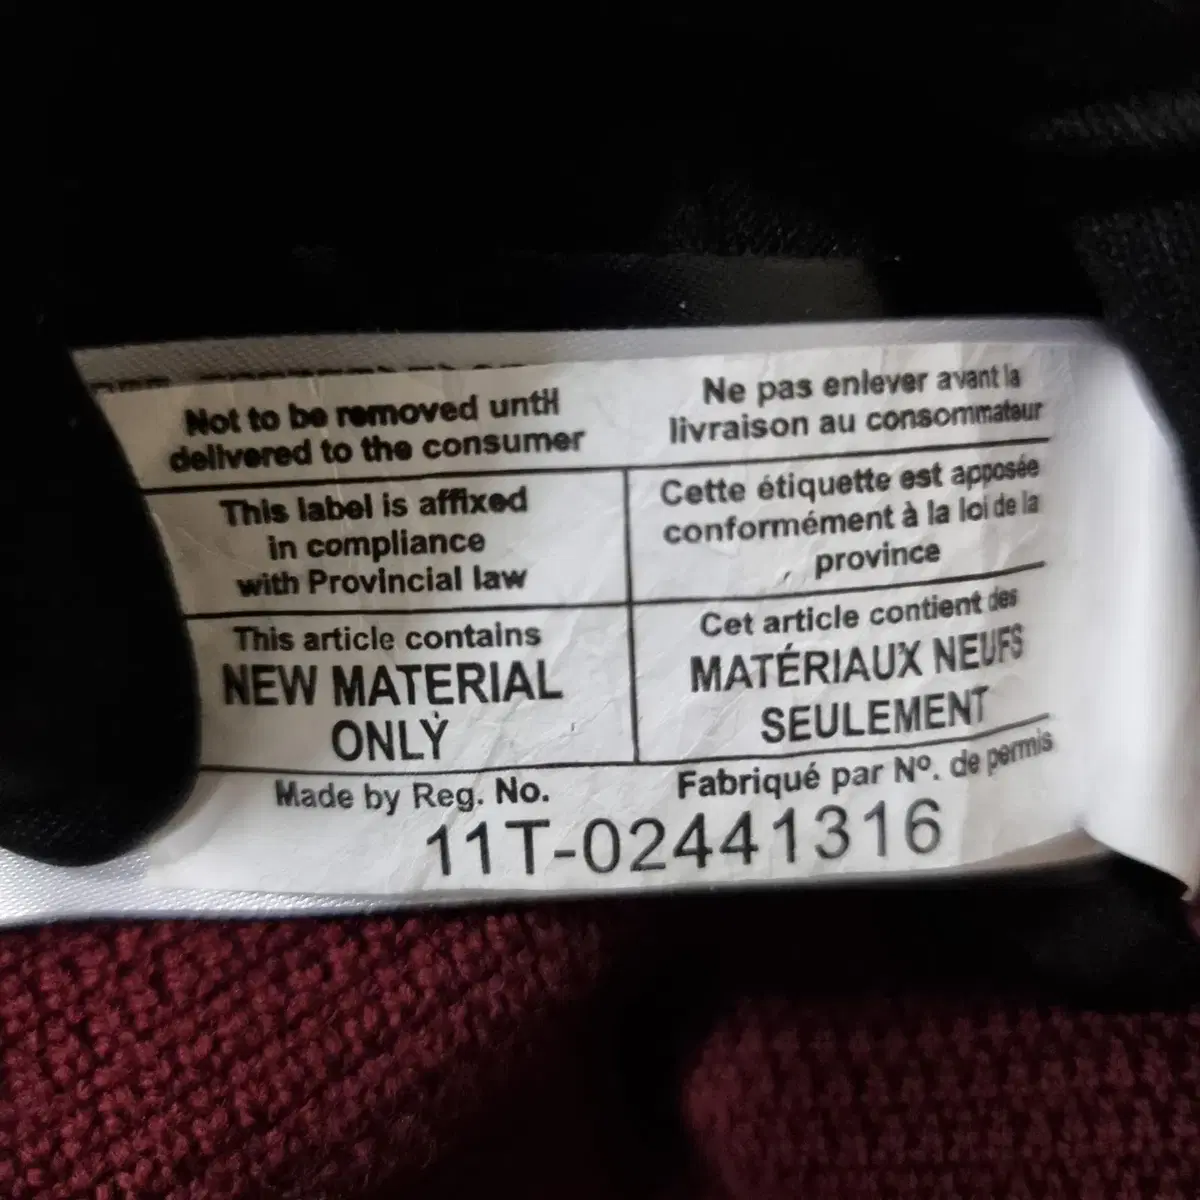 Not to be removed until
delivered to the consumer
Ne pas enlever avant la
livraison au consommateur
This label is affixed
in compliance
with Provincial law
Cette étiquette est apposée
conformément à la loi de la
province
This article contains
NEW MATERIAL
ONLY
Cet article contient des
MATÉRIAUX NEUFS
SEULEMENT
Made by Reg. No.
Fabriqué par Nº. de permis
11T-02441316